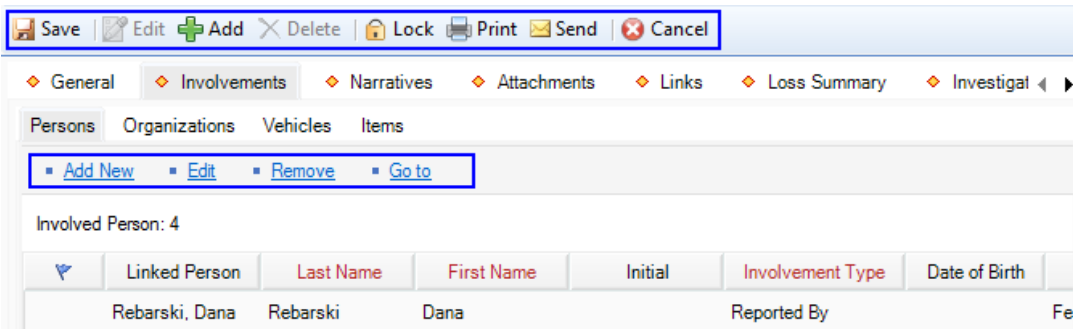 Save Edit Add Delete Lock Print Send Cancel
General Involvements Narratives Attachments Links Loss Summary Investigat
Persons Organizations Vehicles Items
Add New Edit Remove Go to
Involved Person: 4
Linked Person Last Name First Name Initial Involvement Type Date of Birth
Rebarski, Dana Rebarski Dana Reported By Fe